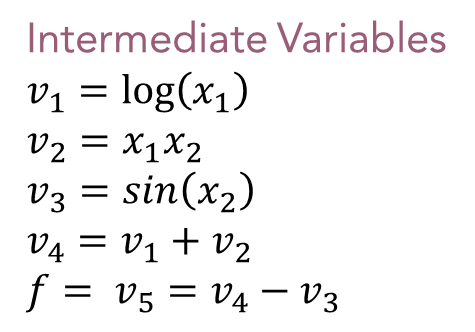 Intermediate Variables
v₁ = log(x₁)
v₂ = x₁x₂
v₃ = sin(x₂)
v₄ = v₁ + v₂
f = v₅ = v₄ − v₃